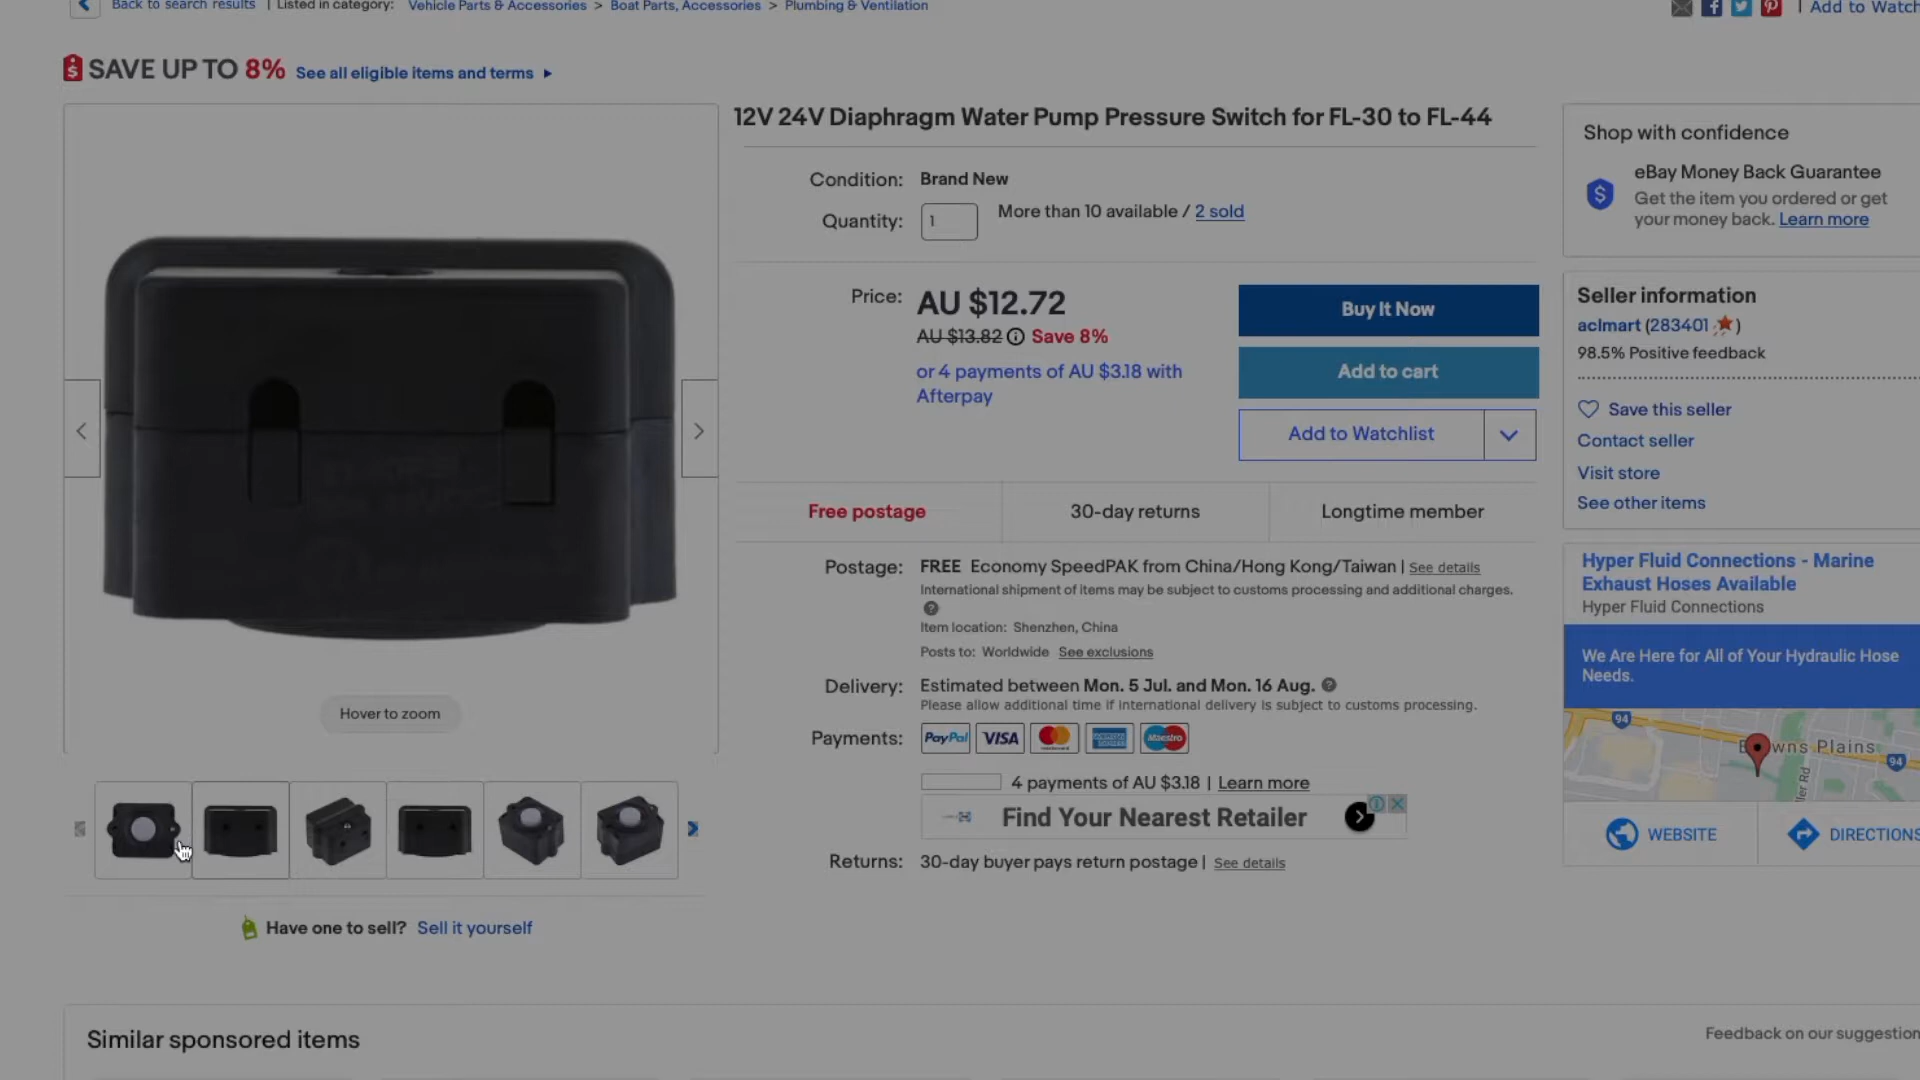 Back to search results | Listed in category: Vehicle Parts & Accessories > Boat Parts, Accessories > Plumbing & Ventilation
| Add to Watch
$ SAVE UP TO 8% See all eligible items and terms
12V 24V Diaphragm Water Pump Pressure Switch for FL-30 to FL-44
Condition: Brand New
Quantity: 1 More than 10 available / 2 sold
Price: AU $12.72
AU $13.82 Save 8%
or 4 payments of AU $3.18 with
Afterpay
Buy It Now
Add to cart
Add to Watchlist
Free postage 30-day returns Longtime member
Postage: FREE Economy SpeedPAK from China/Hong Kong/Taiwan | See details
International shipment of items may be subject to customs processing and additional charges.
Item location: Shenzhen, China
Posts to: Worldwide See exclusions
Delivery: Estimated between Mon. 5 Jul. and Mon. 16 Aug.
Please allow additional time if international delivery is subject to customs processing.
Payments: PayPal VISA Maestro
4 payments of AU $3.18 | Learn more
Find Your Nearest Retailer
Returns: 30-day buyer pays return postage | See details
Hover to zoom
Have one to sell? Sell it yourself
Shop with confidence
eBay Money Back Guarantee
Get the item you ordered or get
your money back. Learn more
Seller information
aclmart (283401)
98.5% Positive feedback
Save this seller
Contact seller
Visit store
See other items
Hyper Fluid Connections - Marine
Exhaust Hoses Available
Hyper Fluid Connections
We Are Here for All of Your Hydraulic Hose
Needs.
94
wns Plains
94
WEBSITE DIRECTIONS
Similar sponsored items
Feedback on our suggestion